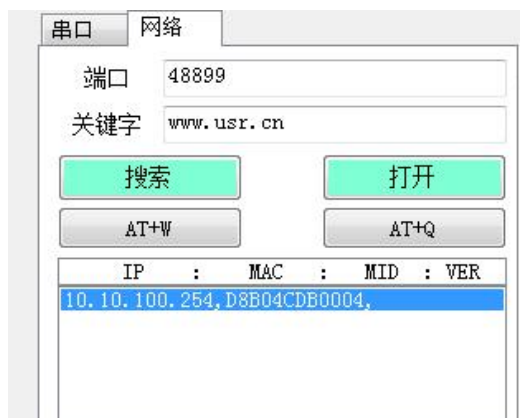 串口 网络
端口 48899
关键字 www.usr.cn
搜索 打开
AT+W AT+Q
IP : MAC : MID : VER
10.10.100.254,D8B04CDB0004,